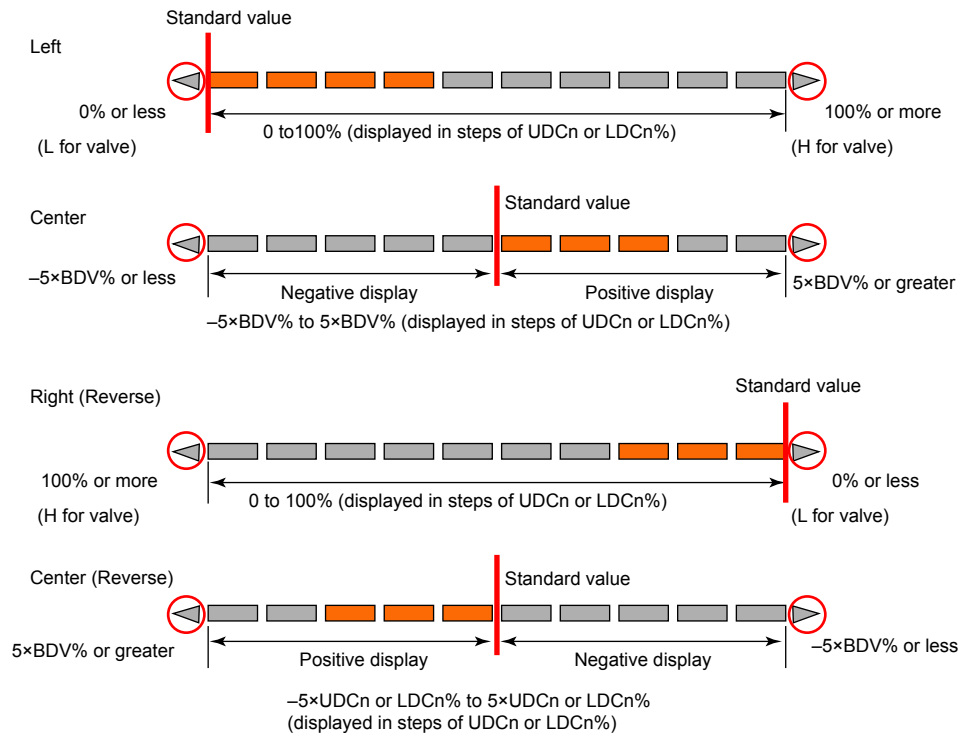 Standard value
Left
0% or less
100% or more
0 to100% (displayed in steps of UDCn or LDCn%)
(L for valve)
(H for valve)
Center
Standard value
–5×BDV% or less
5×BDV% or greater
Negative display
Positive display
–5×BDV% to 5×BDV% (displayed in steps of UDCn or LDCn%)
Standard value
Right (Reverse)
100% or more
0% or less
0 to 100% (displayed in steps of UDCn or LDCn%)
(H for valve)
(L for valve)
Center (Reverse)
Standard value
5×BDV% or greater
–5×BDV% or less
Positive display
Negative display
–5×UDCn or LDCn% to 5×UDCn or LDCn%
(displayed in steps of UDCn or LDCn%)